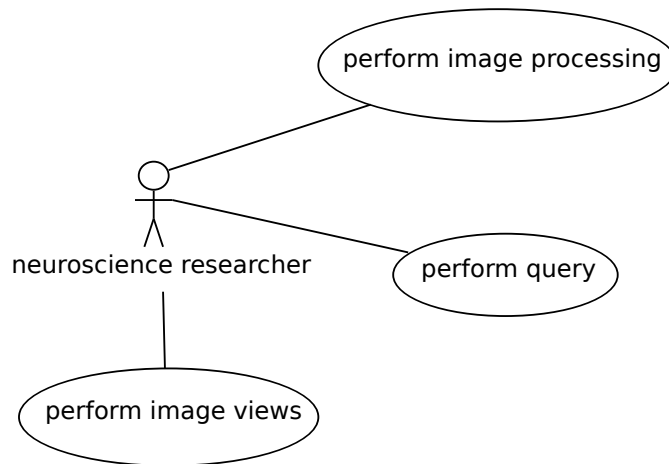 perform image processing
neuroscience researcher
perform query
perform image views